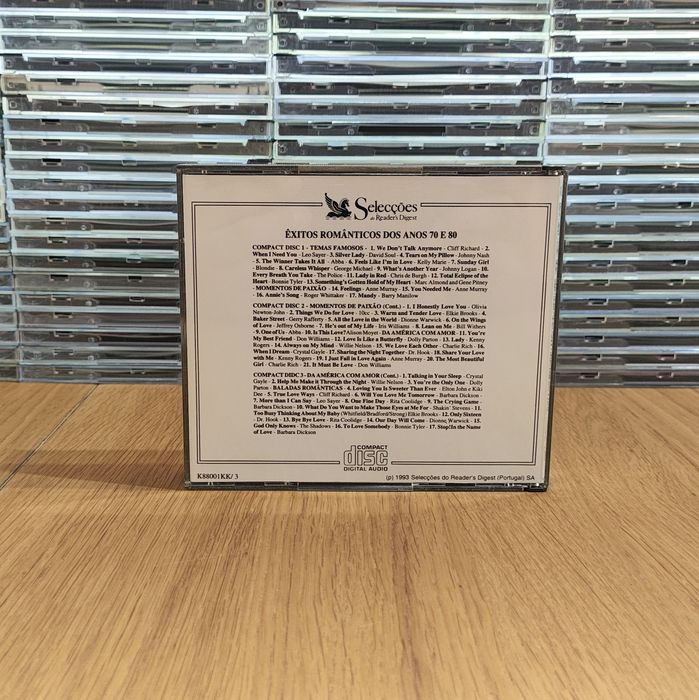 Selecções
do Reader's Digest
ÊXITOS ROMÂNTICOS DOS ANOS 70 E 80
COMPACT DISC 1 - TEMAS FAMOSOS - 1. We Don't Talk Anymore - Cliff Richard - 2.
When I Need You - Leo Sayer - 3. Silver Lady - David Soul - 4. Tears on My Pillow - Johnny Nash
- 5. The Winner Takes It All - Abba - 6. Feels Like I'm in Love - Kelly Marie - 7. Sunday Girl
- Blondie - 8. Careless Whisper - George Michael - 9. What's Another Year - Johnny Logan - 10.
Every Breath You Take - The Police - 11. Lady in Red - Chris de Burgh - 12. Total Eclipse of the
Heart - Bonnie Tyler - 13. Something's Gotten Hold of My Heart - Marc Almond and Gene Pitney
- MOMENTOS DE PAIXÃO - 14. Feelings - Anne Murray - 15. You Needed Me - Anne Murray -
16. Annie's Song - Roger Whittaker - 17. Mandy - Barry Manilow
COMPACT DISC 2 - MOMENTOS DE PAIXÃO (Cont.) - 1. I Honestly Love You - Olivia
Newton-John - 2. Things We Do for Love - 10cc - 3. Warm and Tender Love - Elkie Brooks - 4.
Baker Street - Gerry Rafferty - 5. All the Love in the World - Dionne Warwick - 6. On the Wings
of Love - Jeffrey Osborne - 7. He's out of My Life - Iris Williams - 8. Lean on Me - Bill Withers
- 9. One of Us - Abba - 10. Is This Love? Alison Moyet - DA AMÉRICA COM AMOR - 11. You're
My Best Friend - Don Williams - 12. Love Is Like a Butterfly - Dolly Parton - 13. Lady - Kenny
Rogers - 14. Always on My Mind - Willie Nelson - 15. We Love Each Other - Charlie Rich - 16.
When I Dream - Crystal Gayle - 17. Sharing the Night Together - Dr. Hook - 18. Share Your Love
with Me - Kenny Rogers - 19. I Just Fall in Love Again - Anne Murray - 20. The Most Beautiful
Girl - Charlie Rich - 21. It Must Be Love - Don Williams
COMPACT DISC 3 - DA AMÉRICA COM AMOR (Cont.) - 1. Talking in Your Sleep - Crystal
Gayle - 2. Help Me Make it Through the Night - Willie Nelson - 3. You're the Only One - Dolly
Parton - BALADAS ROMÂNTICAS - 4. Loving You Is Sweeter Than Ever - Elton John e Kiki
Dee - 5. True Love Ways - Cliff Richard - 6. Will You Love Me Tomorrow - Barbara Dickson -
7. More than I Can Say - Leo Sayer - 8. One Fine Day - Rita Coolidge - 9. The Crying Game -
Barbara Dickson - 10. What Do You Want to Make Those Eyes at Me For - Shakin' Stevens - 11.
Too Busy Thinking About My Baby (Whitfield/Bradford/Strong) Elkie Brooks - 12. Only Sixteen
- Dr. Hook - 13. Bye Bye Love - Rita Coolidge - 14. Our Day Will Come - Dionne Warwick - 15.
God Only Knows - The Shadows - 16. To Love Somebody - Bonnie Tyler - 17. Stop!In the Name
of Love - Barbara Dickson
COMPACT
disc
DIGITAL AUDIO
K88001KK/ 3
(p) 1993 Selecções do Reader's Digest (Portugal) SA